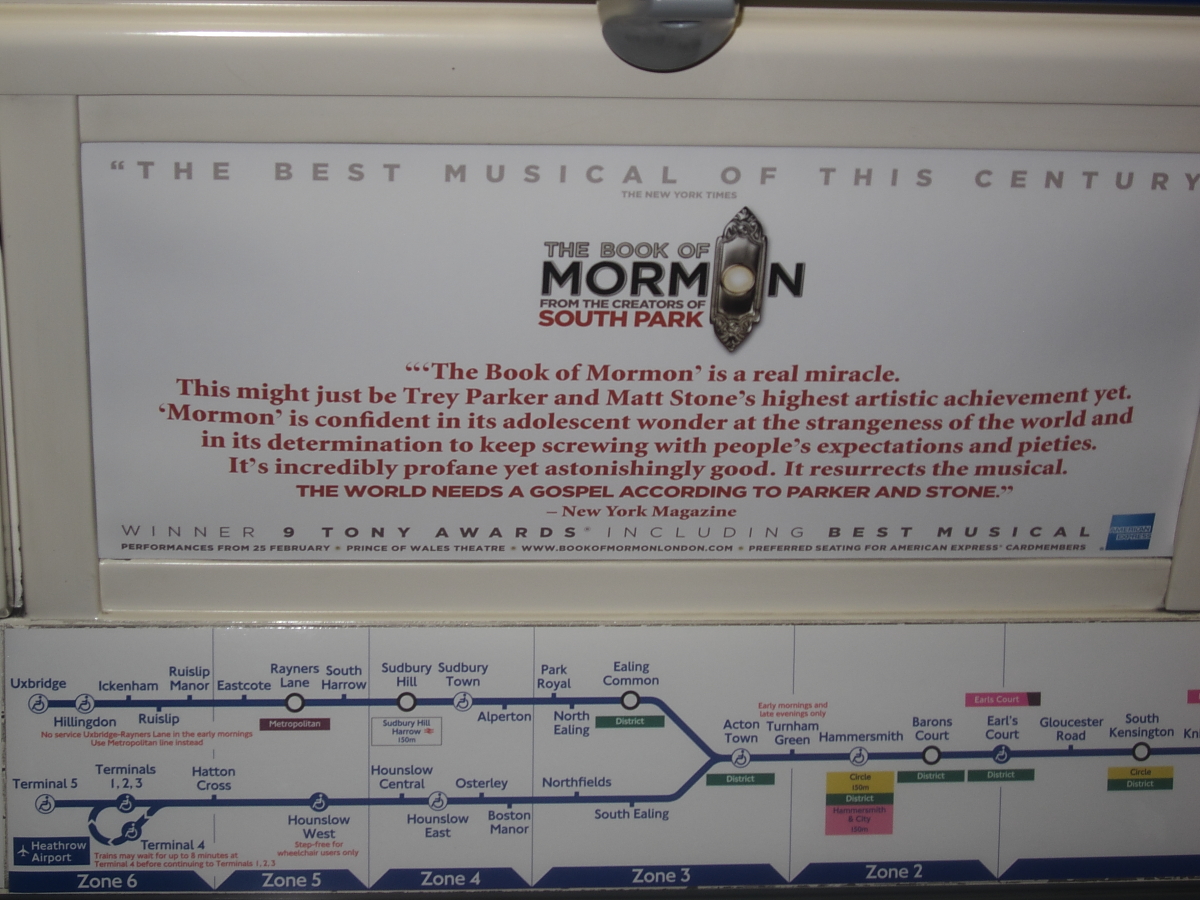 “THE BEST MUSICAL OF THIS CENTURY
THE NEW YORK TIMES
THE BOOK OF
MORMON
FROM THE CREATORS OF
SOUTH PARK
“‘The Book of Mormon’ is a real miracle.
This might just be Trey Parker and Matt Stone’s highest artistic achievement yet.
‘Mormon’ is confident in its adolescent wonder at the strangeness of the world and
in its determination to keep screwing with people’s expectations and pieties.
It’s incredibly profane yet astonishingly good. It resurrects the musical.
THE WORLD NEEDS A GOSPEL ACCORDING TO PARKER AND STONE.”
– New York Magazine
WINNER 9 TONY AWARDS® INCLUDING BEST MUSICAL
AMERICAN EXPRESS
PERFORMANCES FROM 25 FEBRUARY • PRINCE OF WALES THEATRE • WWW.BOOKOFMORMONLONDON.COM • PREFERRED SEATING FOR AMERICAN EXPRESS® CARDMEMBERS
Uxbridge
Hillingdon
Ickenham
Ruislip
Ruislip Manor
Eastcote
Rayners Lane
Metropolitan
South Harrow
Sudbury Hill
Sudbury Hill Harrow
150m
Sudbury Town
Alperton
Park Royal
North Ealing
Ealing Common
District
No service Uxbridge-Rayners Lane in the early mornings
Use Metropolitan line instead
Terminal 5
Terminals 1, 2, 3
Terminal 4
Heathrow Airport
Trains may wait for up to 8 minutes at
Terminal 4 before continuing to Terminals 1, 2, 3
Hatton Cross
Hounslow West
Step-free for
wheelchair users only
Hounslow Central
Hounslow East
Osterley
Boston Manor
Northfields
South Ealing
Acton Town
District
Early mornings and
late evenings only
Turnham Green
Hammersmith
Circle
150m
District
Hammersmith & City
150m
Barons Court
District
Earls Court
Earl's Court
District
Gloucester Road
South Kensington
Circle
District
Kni
Zone 6
Zone 5
Zone 4
Zone 3
Zone 2